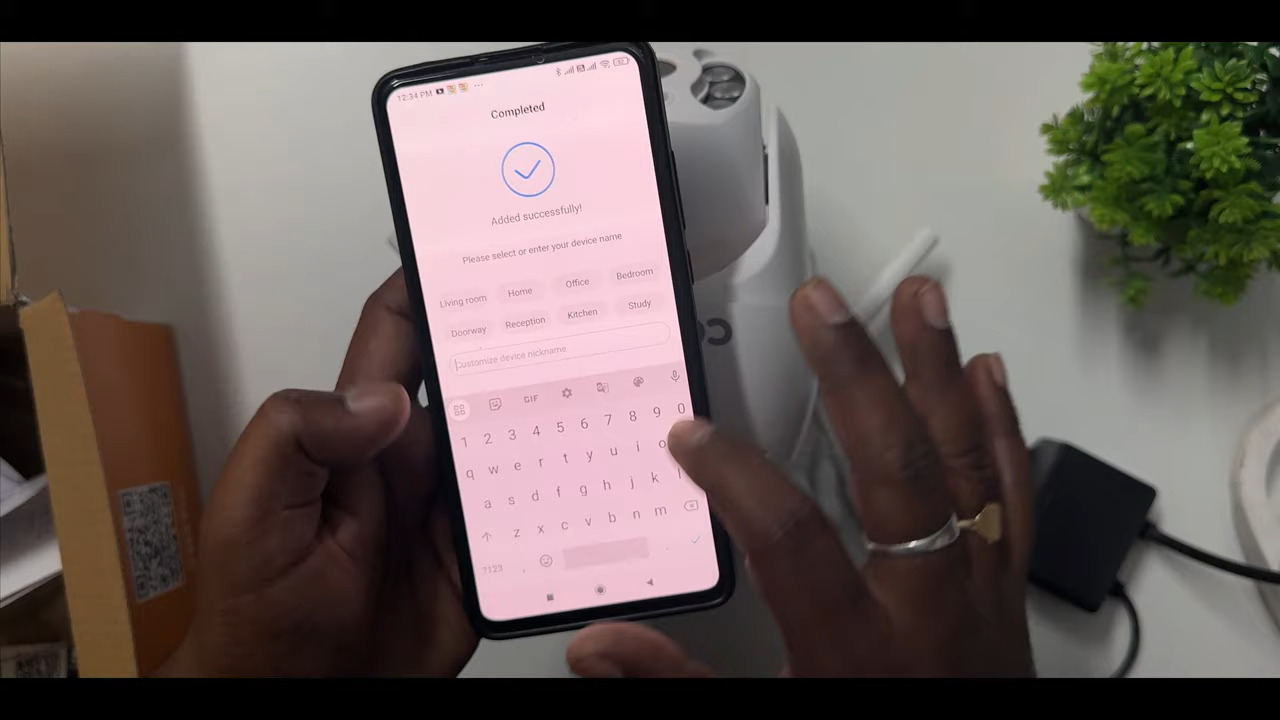 12:34 PM
Completed
Added successfully!
Please select or enter your device name
Living room Home Office Bedroom
Doorway Reception Kitchen Study
Customize device nickname
GIF
1 2 3 4 5 6 7 8 9 0
q w e r t y u i o
a s d f g h j k l
z x c v b n m
?123 , .